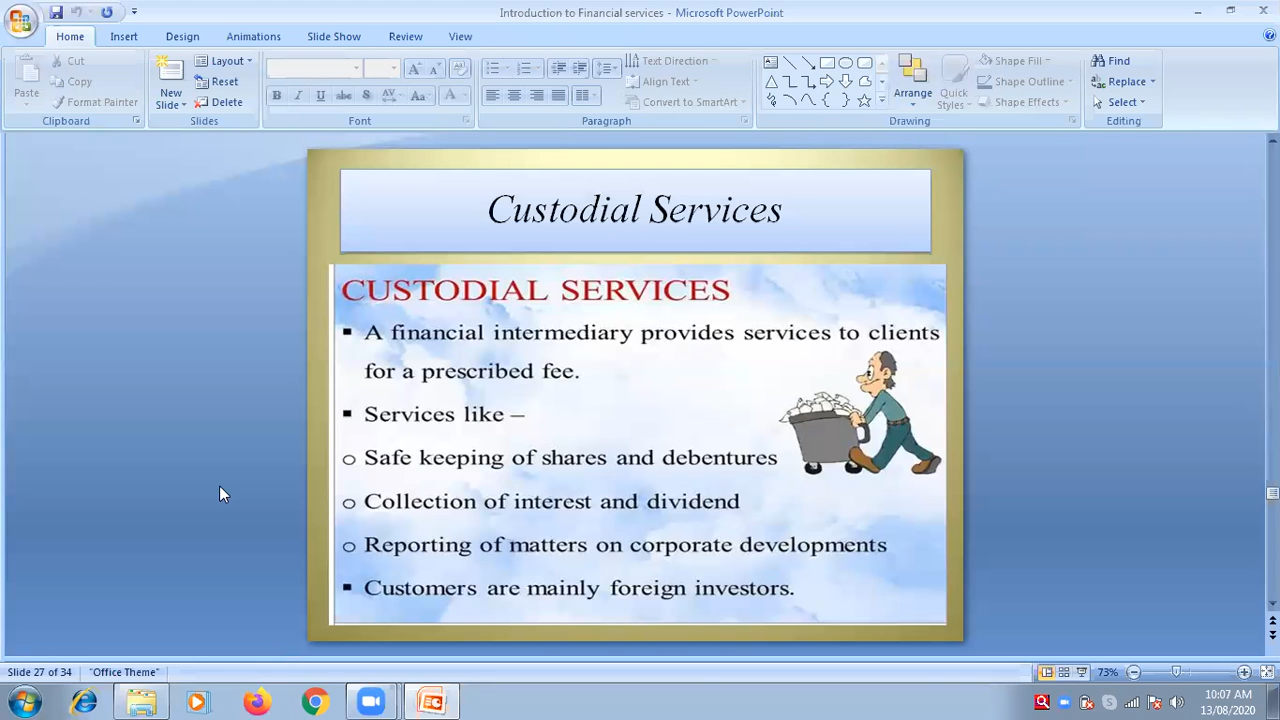 Introduction to Financial services - Microsoft PowerPoint
Home Insert Design Animations Slide Show Review View
Paste
Cut
Copy
Format Painter
Clipboard
New Slide
Layout
Reset
Delete
Slides
B I U abc S AV Aa A
Font
Text Direction
Align Text
Convert to SmartArt
Paragraph
Arrange
Quick Styles
Shape Fill
Shape Outline
Shape Effects
Drawing
Find
Replace
Select
Editing
Custodial Services
CUSTODIAL SERVICES
▪ A financial intermediary provides services to clients
for a prescribed fee.
▪ Services like –
o Safe keeping of shares and debentures
o Collection of interest and dividend
o Reporting of matters on corporate developments
▪ Customers are mainly foreign investors.
Slide 27 of 34 "Office Theme" 73%
10:07 AM
13/08/2020